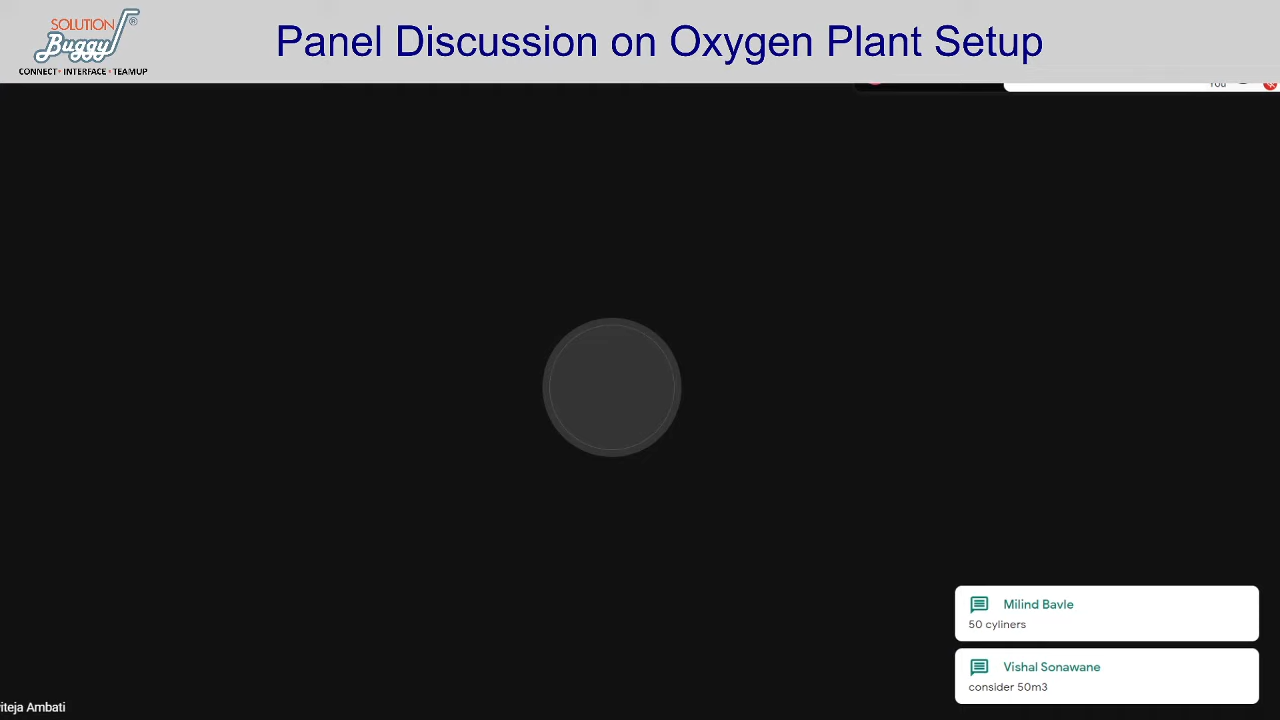 SOLUTION
Buggy®
CONNECT • INTERFACE • TEAMUP
Panel Discussion on Oxygen Plant Setup
You
Milind Bavle
50 cyliners
Vishal Sonawane
consider 50m3
iteja Ambati